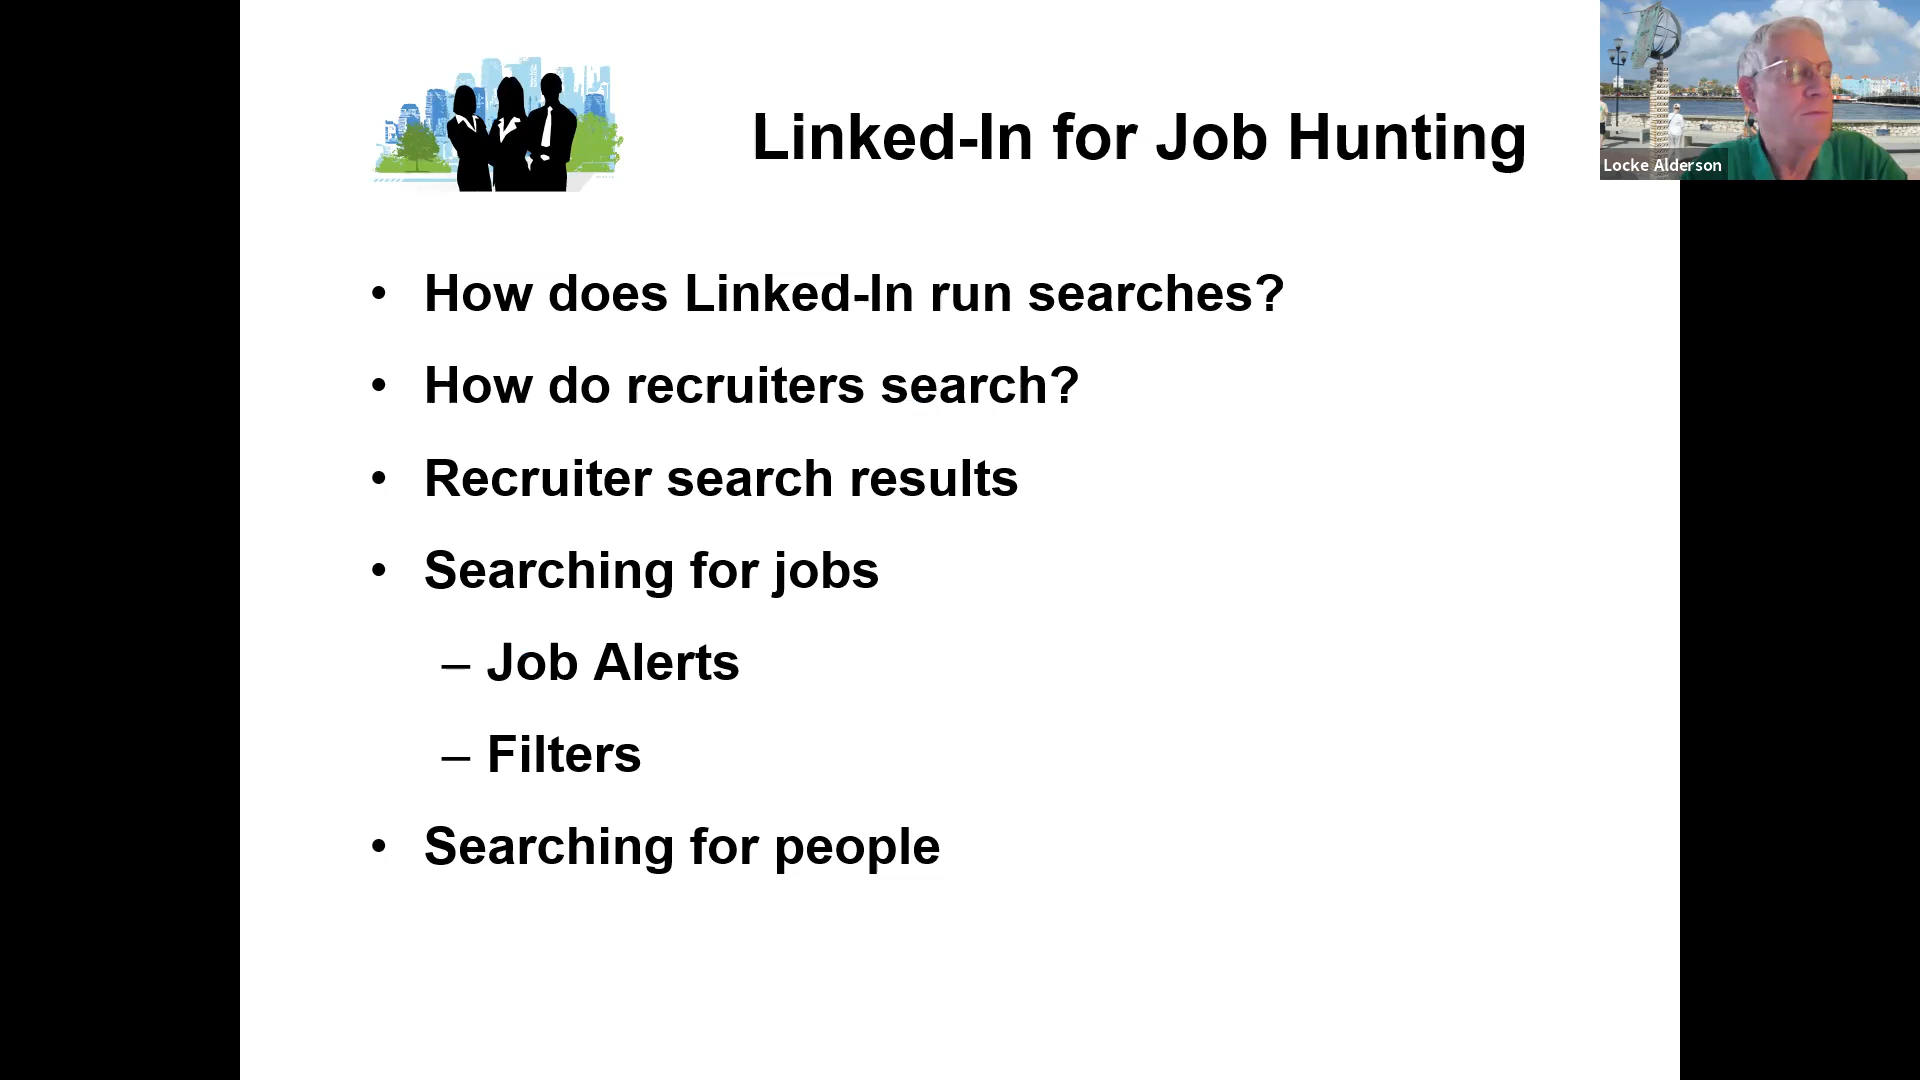 Linked-In for Job Hunting
Locke Alderson
• How does Linked-In run searches?
• How do recruiters search?
• Recruiter search results
• Searching for jobs
– Job Alerts
– Filters
• Searching for people